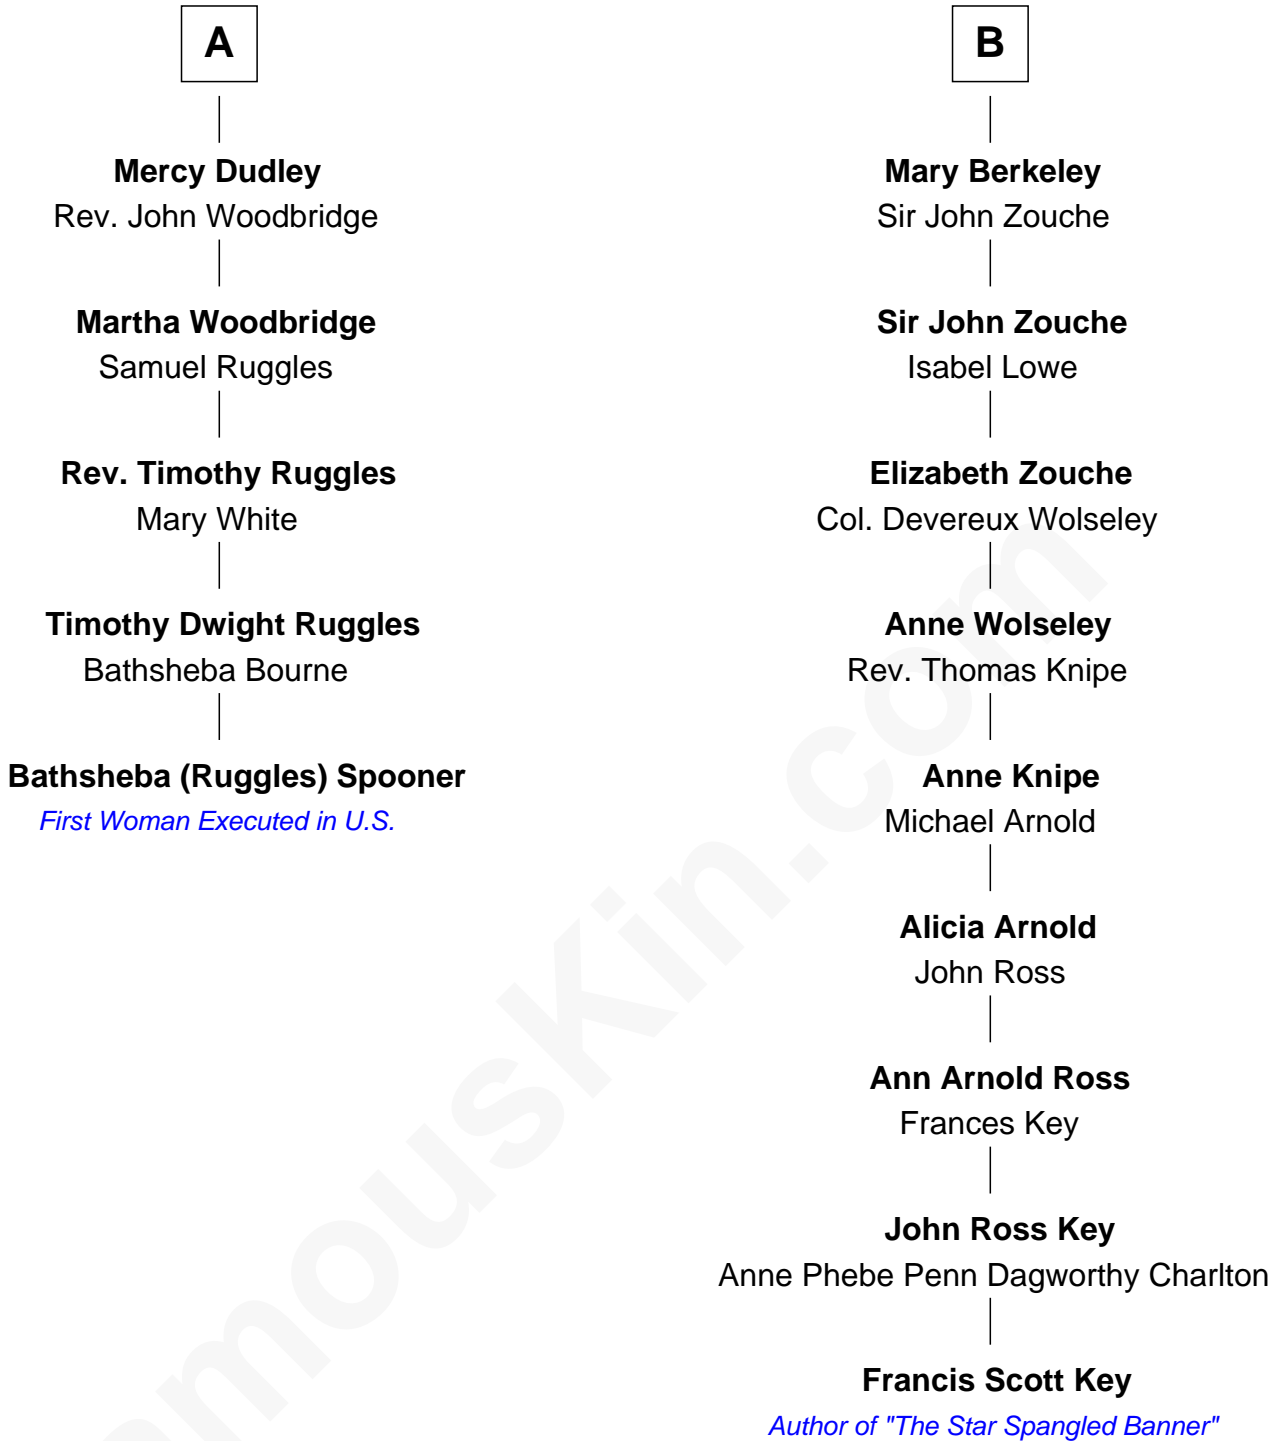 A
Mercy Dudley
Rev. John Woodbridge
Martha Woodbridge
Samuel Ruggles
Rev. Timothy Ruggles
Mary White
Timothy Dwight Ruggles
Bathsheba Bourne
Bathsheba (Ruggles) Spooner
First Woman Executed in U.S.
B
Mary Berkeley
Sir John Zouche
Sir John Zouche
Isabel Lowe
Elizabeth Zouche
Col. Devereux Wolseley
Anne Wolseley
Rev. Thomas Knipe
Anne Knipe
Michael Arnold
Alicia Arnold
John Ross
Ann Arnold Ross
Frances Key
John Ross Key
Anne Phebe Penn Dagworthy Charlton
Francis Scott Key
Author of "The Star Spangled Banner"
amouskin.com